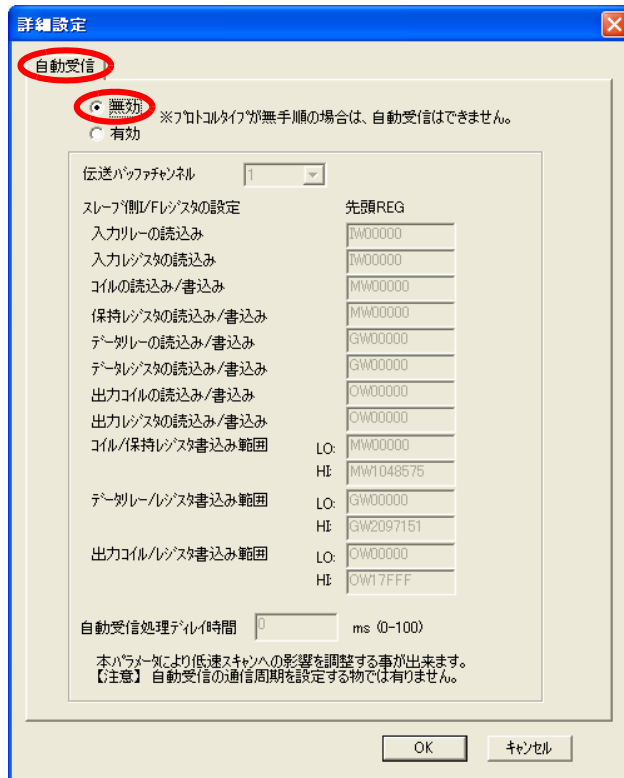 詳細設定
自動受信
無効 ※ﾌﾟﾛﾄｺﾙﾀｲﾌﾟが無手順の場合は、自動受信はできません。
有効
伝送ﾊﾞｯﾌｧﾁｬﾝﾈﾙ 1
ｽﾚｰﾌﾞ側I/Fﾚｼﾞｽﾀの設定 先頭REG
入力ﾘﾚｰの読込み IW00000
入力ﾚｼﾞｽﾀの読込み IW00000
ｺｲﾙの読込み/書込み MW00000
保持ﾚｼﾞｽﾀの読込み/書込み MW00000
ﾃﾞｰﾀﾘﾚｰの読込み/書込み GW00000
ﾃﾞｰﾀﾚｼﾞｽﾀの読込み/書込み GW00000
出力ｺｲﾙの読込み/書込み OW00000
出力ﾚｼﾞｽﾀの読込み/書込み OW00000
ｺｲﾙ/保持ﾚｼﾞｽﾀ書込み範囲 LO: MW00000
HI: MW1048575
ﾃﾞｰﾀﾘﾚｰ/ﾚｼﾞｽﾀ書込み範囲 LO: GW00000
HI: GW2097151
出力ｺｲﾙ/ﾚｼﾞｽﾀ書込み範囲 LO: OW00000
HI: OW17FFF
自動受信処理ﾃﾞｨﾚｲ時間 0 ms (0-100)
本ﾊﾟﾗﾒｰﾀにより低速ｽｷｬﾝへの影響を調整する事が出来ます。
【注意】 自動受信の通信周期を設定する物では有りません。
OK ｷｬﾝｾﾙ